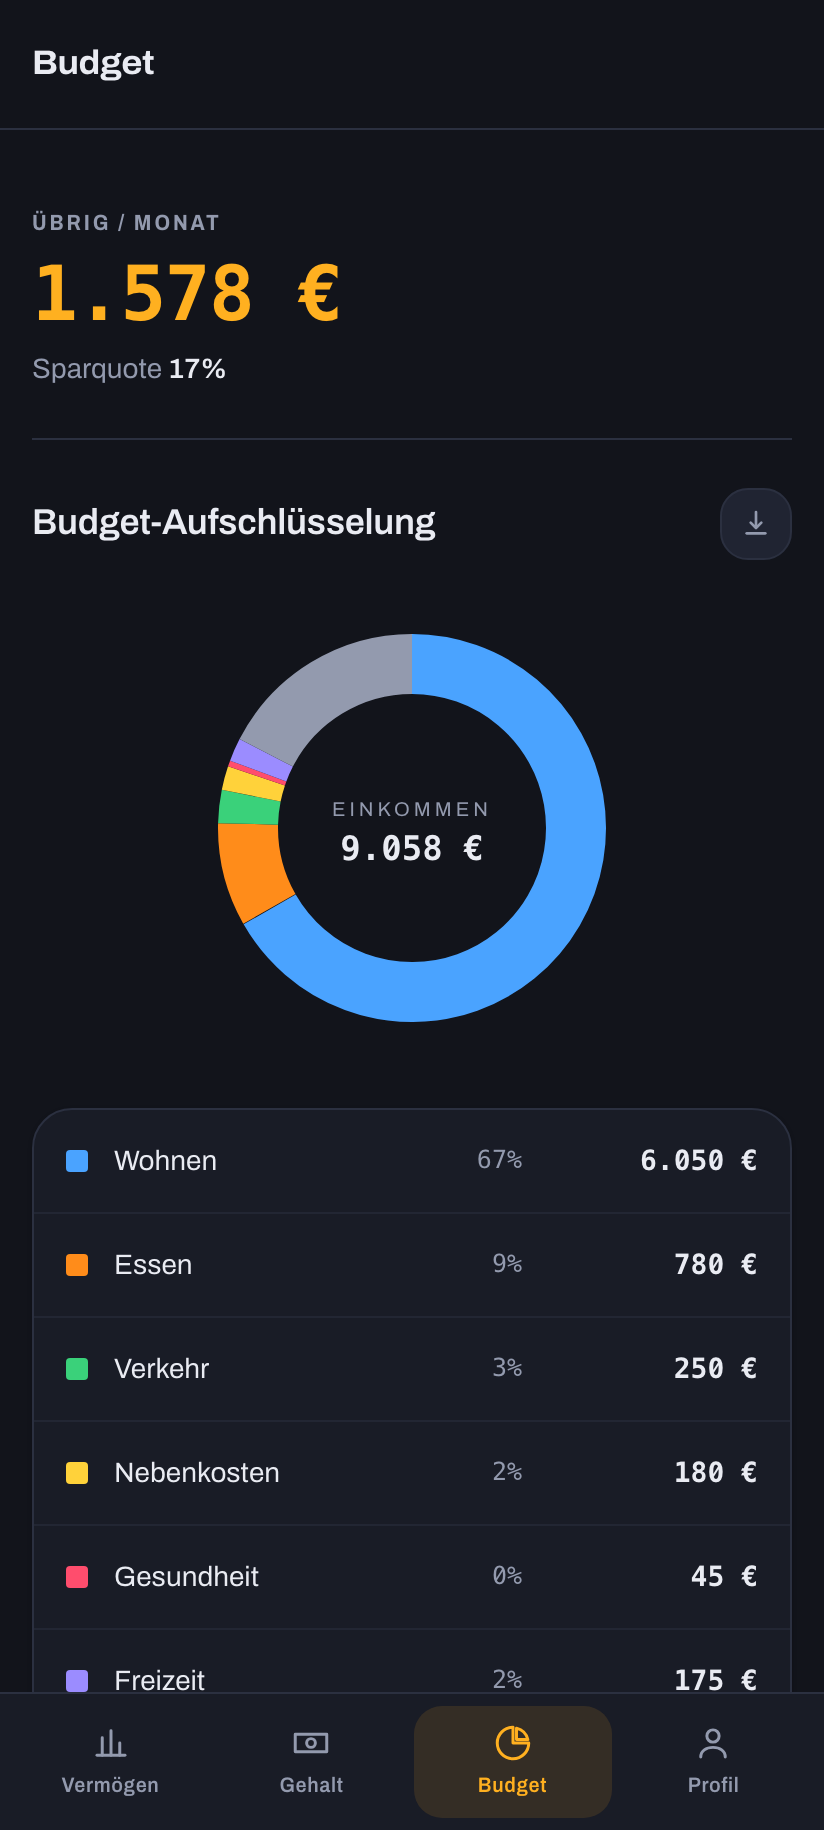 Budget
ÜBRIG / MONAT
1.578 €
Sparquote 17%
Budget-Aufschlüsselung
EINKOMMEN
9.058 €
Wohnen 67% 6.050 €
Essen 9% 780 €
Verkehr 3% 250 €
Nebenkosten 2% 180 €
Gesundheit 0% 45 €
Freizeit 2% 175 €
Vermögen Gehalt Budget Profil